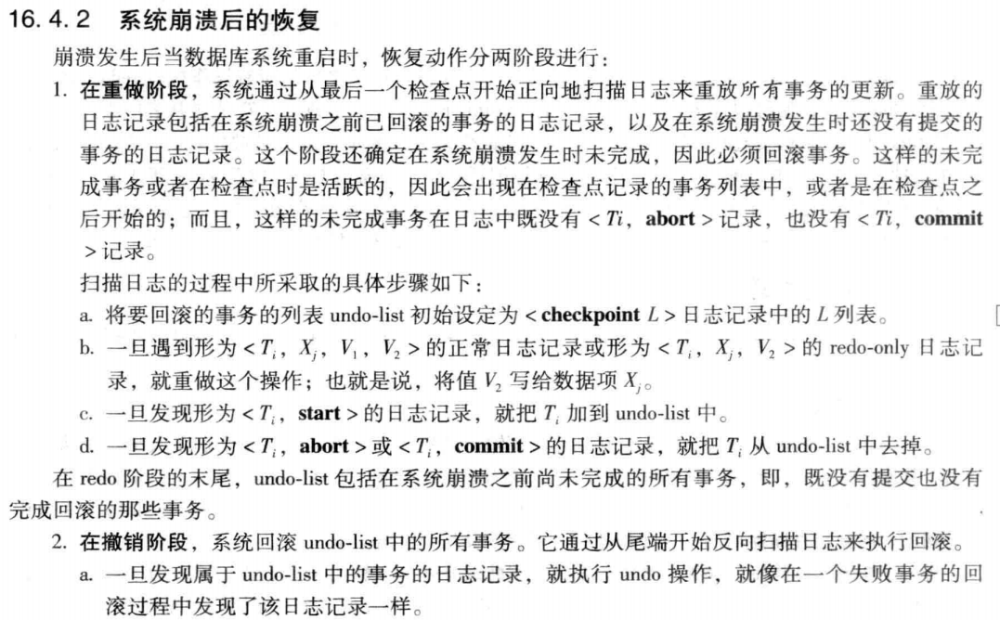 16.4.2 系统崩溃后的恢复
崩溃发生后当数据库系统重启时，恢复动作分两阶段进行：
1. 在重做阶段，系统通过从最后一个检查点开始正向地扫描日志来重放所有事务的更新。重放的
日志记录包括在系统崩溃之前已回滚的事务的日志记录，以及在系统崩溃发生时还没有提交的
事务的日志记录。这个阶段还确定在系统崩溃发生时未完成，因此必须回滚事务。这样的未完
成事务或者在检查点时是活跃的，因此会出现在检查点记录的事务列表中，或者是在检查点之
后开始的；而且，这样的未完成事务在日志中既没有 < Ti，abort > 记录，也没有 < Ti，commit
> 记录。
扫描日志的过程中所采取的具体步骤如下：
a. 将要回滚的事务的列表 undo-list 初始设定为 < checkpoint L > 日志记录中的 L 列表。
b. 一旦遇到形为 < Tᵢ，Xⱼ，V₁，V₂ > 的正常日志记录或形为 < Tᵢ，Xⱼ，V₂ > 的 redo-only 日志记
录，就重做这个操作；也就是说，将值 V₂ 写给数据项 Xⱼ。
c. 一旦发现形为 < Tᵢ，start > 的日志记录，就把 Tᵢ 加到 undo-list 中。
d. 一旦发现形为 < Tᵢ，abort > 或 < Tᵢ，commit > 的日志记录，就把 Tᵢ 从 undo-list 中去掉。
在 redo 阶段的末尾，undo-list 包括在系统崩溃之前尚未完成的所有事务，即，既没有提交也没有
完成回滚的那些事务。
2. 在撤销阶段，系统回滚 undo-list 中的所有事务。它通过从尾端开始反向扫描日志来执行回滚。
a. 一旦发现属于 undo-list 中的事务的日志记录，就执行 undo 操作，就像在一个失败事务的回
滚过程中发现了该日志记录一样。